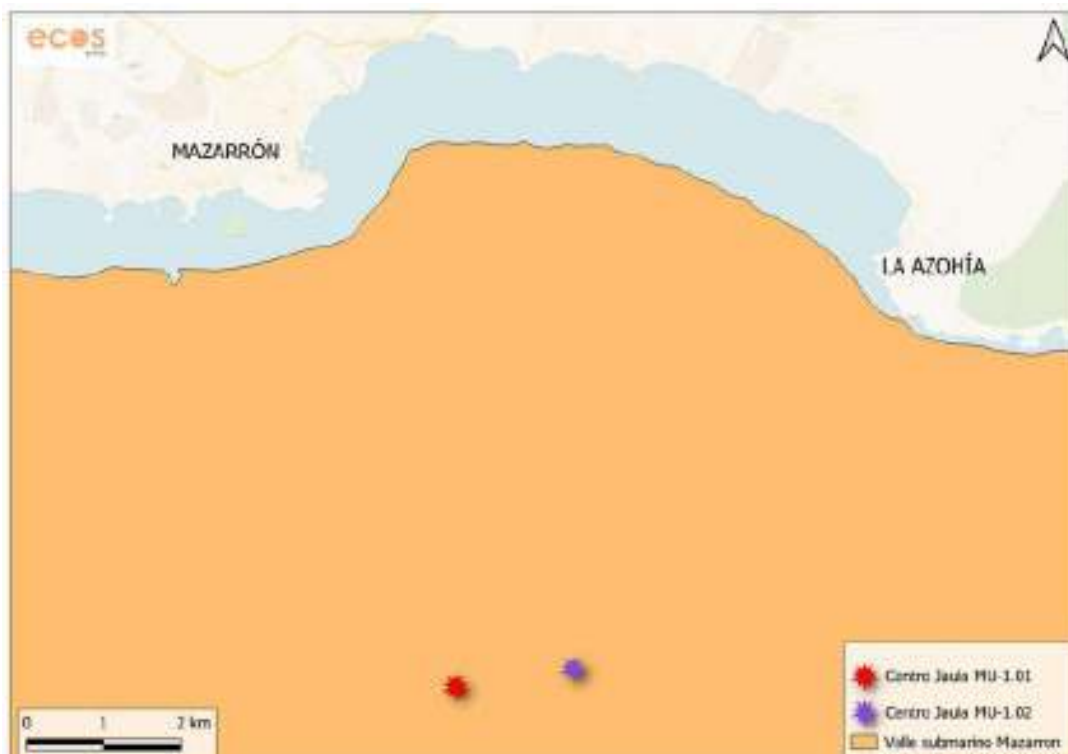 ecos
MAZARRÓN
LA AZOHÍA
Centro Jaula MU-1.01
Centro Jaula MU-1.02
Valle submarino Mazarron
0 1 2 km